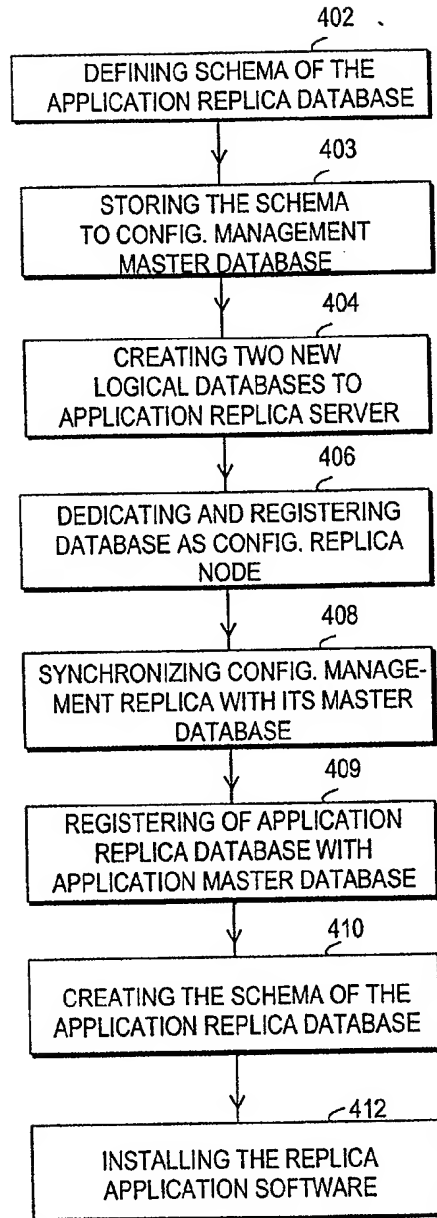 402
DEFINING SCHEMA OF THE
APPLICATION REPLICA DATABASE
403
STORING THE SCHEMA
TO CONFIG. MANAGEMENT
MASTER DATABASE
404
CREATING TWO NEW
LOGICAL DATABASES TO
APPLICATION REPLICA SERVER
406
DEDICATING AND REGISTERING
DATABASE AS CONFIG. REPLICA
NODE
408
SYNCHRONIZING CONFIG. MANAGE-
MENT REPLICA WITH ITS MASTER
DATABASE
409
REGISTERING OF APPLICATION
REPLICA DATABASE WITH
APPLICATION MASTER DATABASE
410
CREATING THE SCHEMA OF THE
APPLICATION REPLICA DATABASE
412
INSTALLING THE REPLICA
APPLICATION SOFTWARE